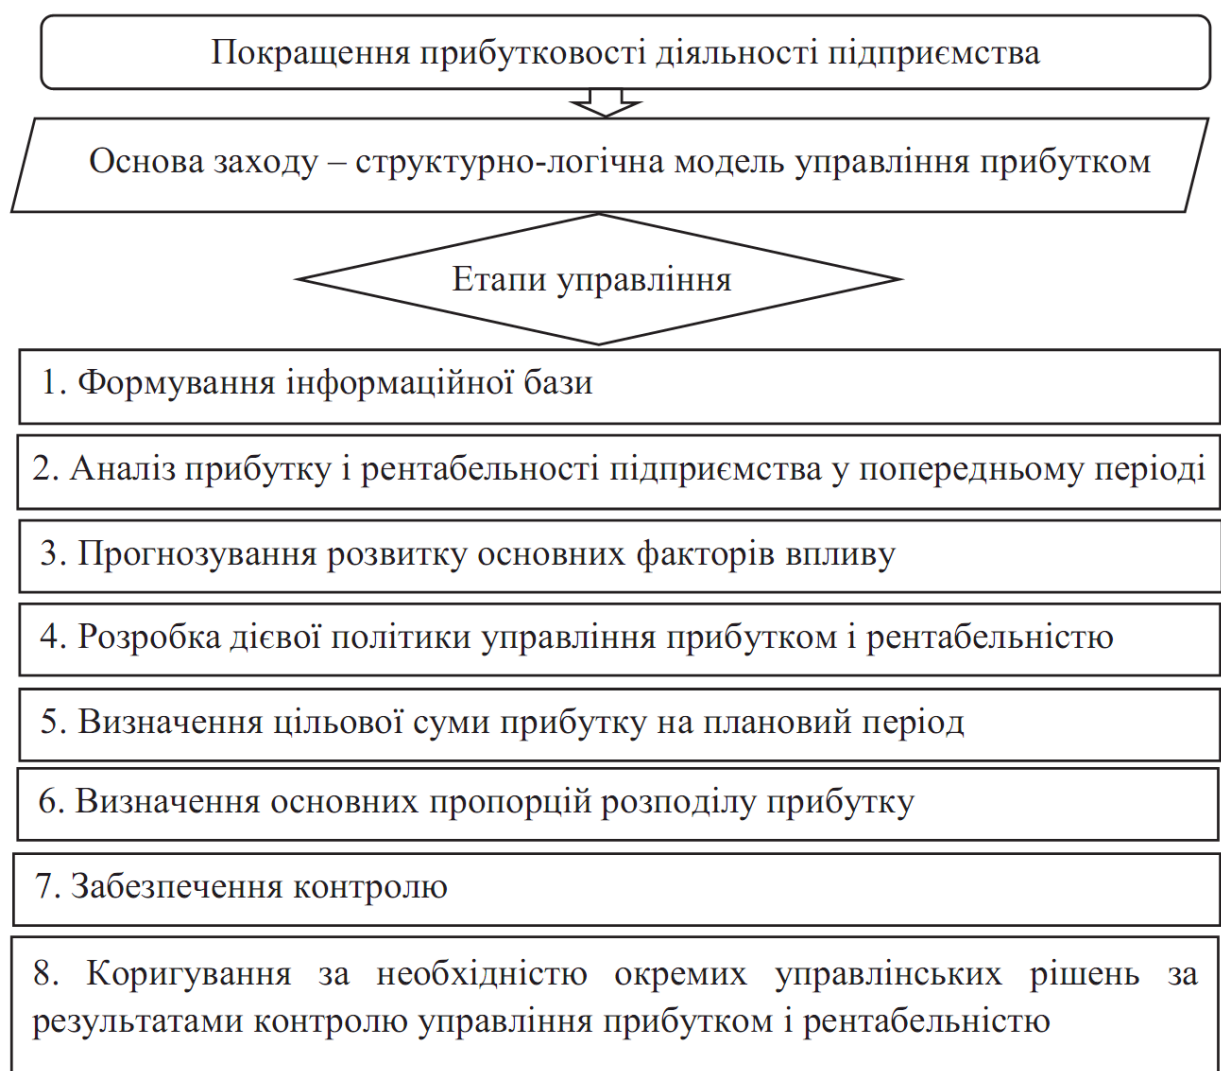 Покращення прибутковості діяльності підприємства
Основа заходу – структурно-логічна модель управління прибутком
Етапи управління
1. Формування інформаційної бази
2. Аналіз прибутку і рентабельності підприємства у попередньому періоді
3. Прогнозування розвитку основних факторів впливу
4. Розробка дієвої політики управління прибутком і рентабельністю
5. Визначення цільової суми прибутку на плановий період
6. Визначення основних пропорцій розподілу прибутку
7. Забезпечення контролю
8. Коригування за необхідністю окремих управлінських рішень за
результатами контролю управління прибутком і рентабельністю